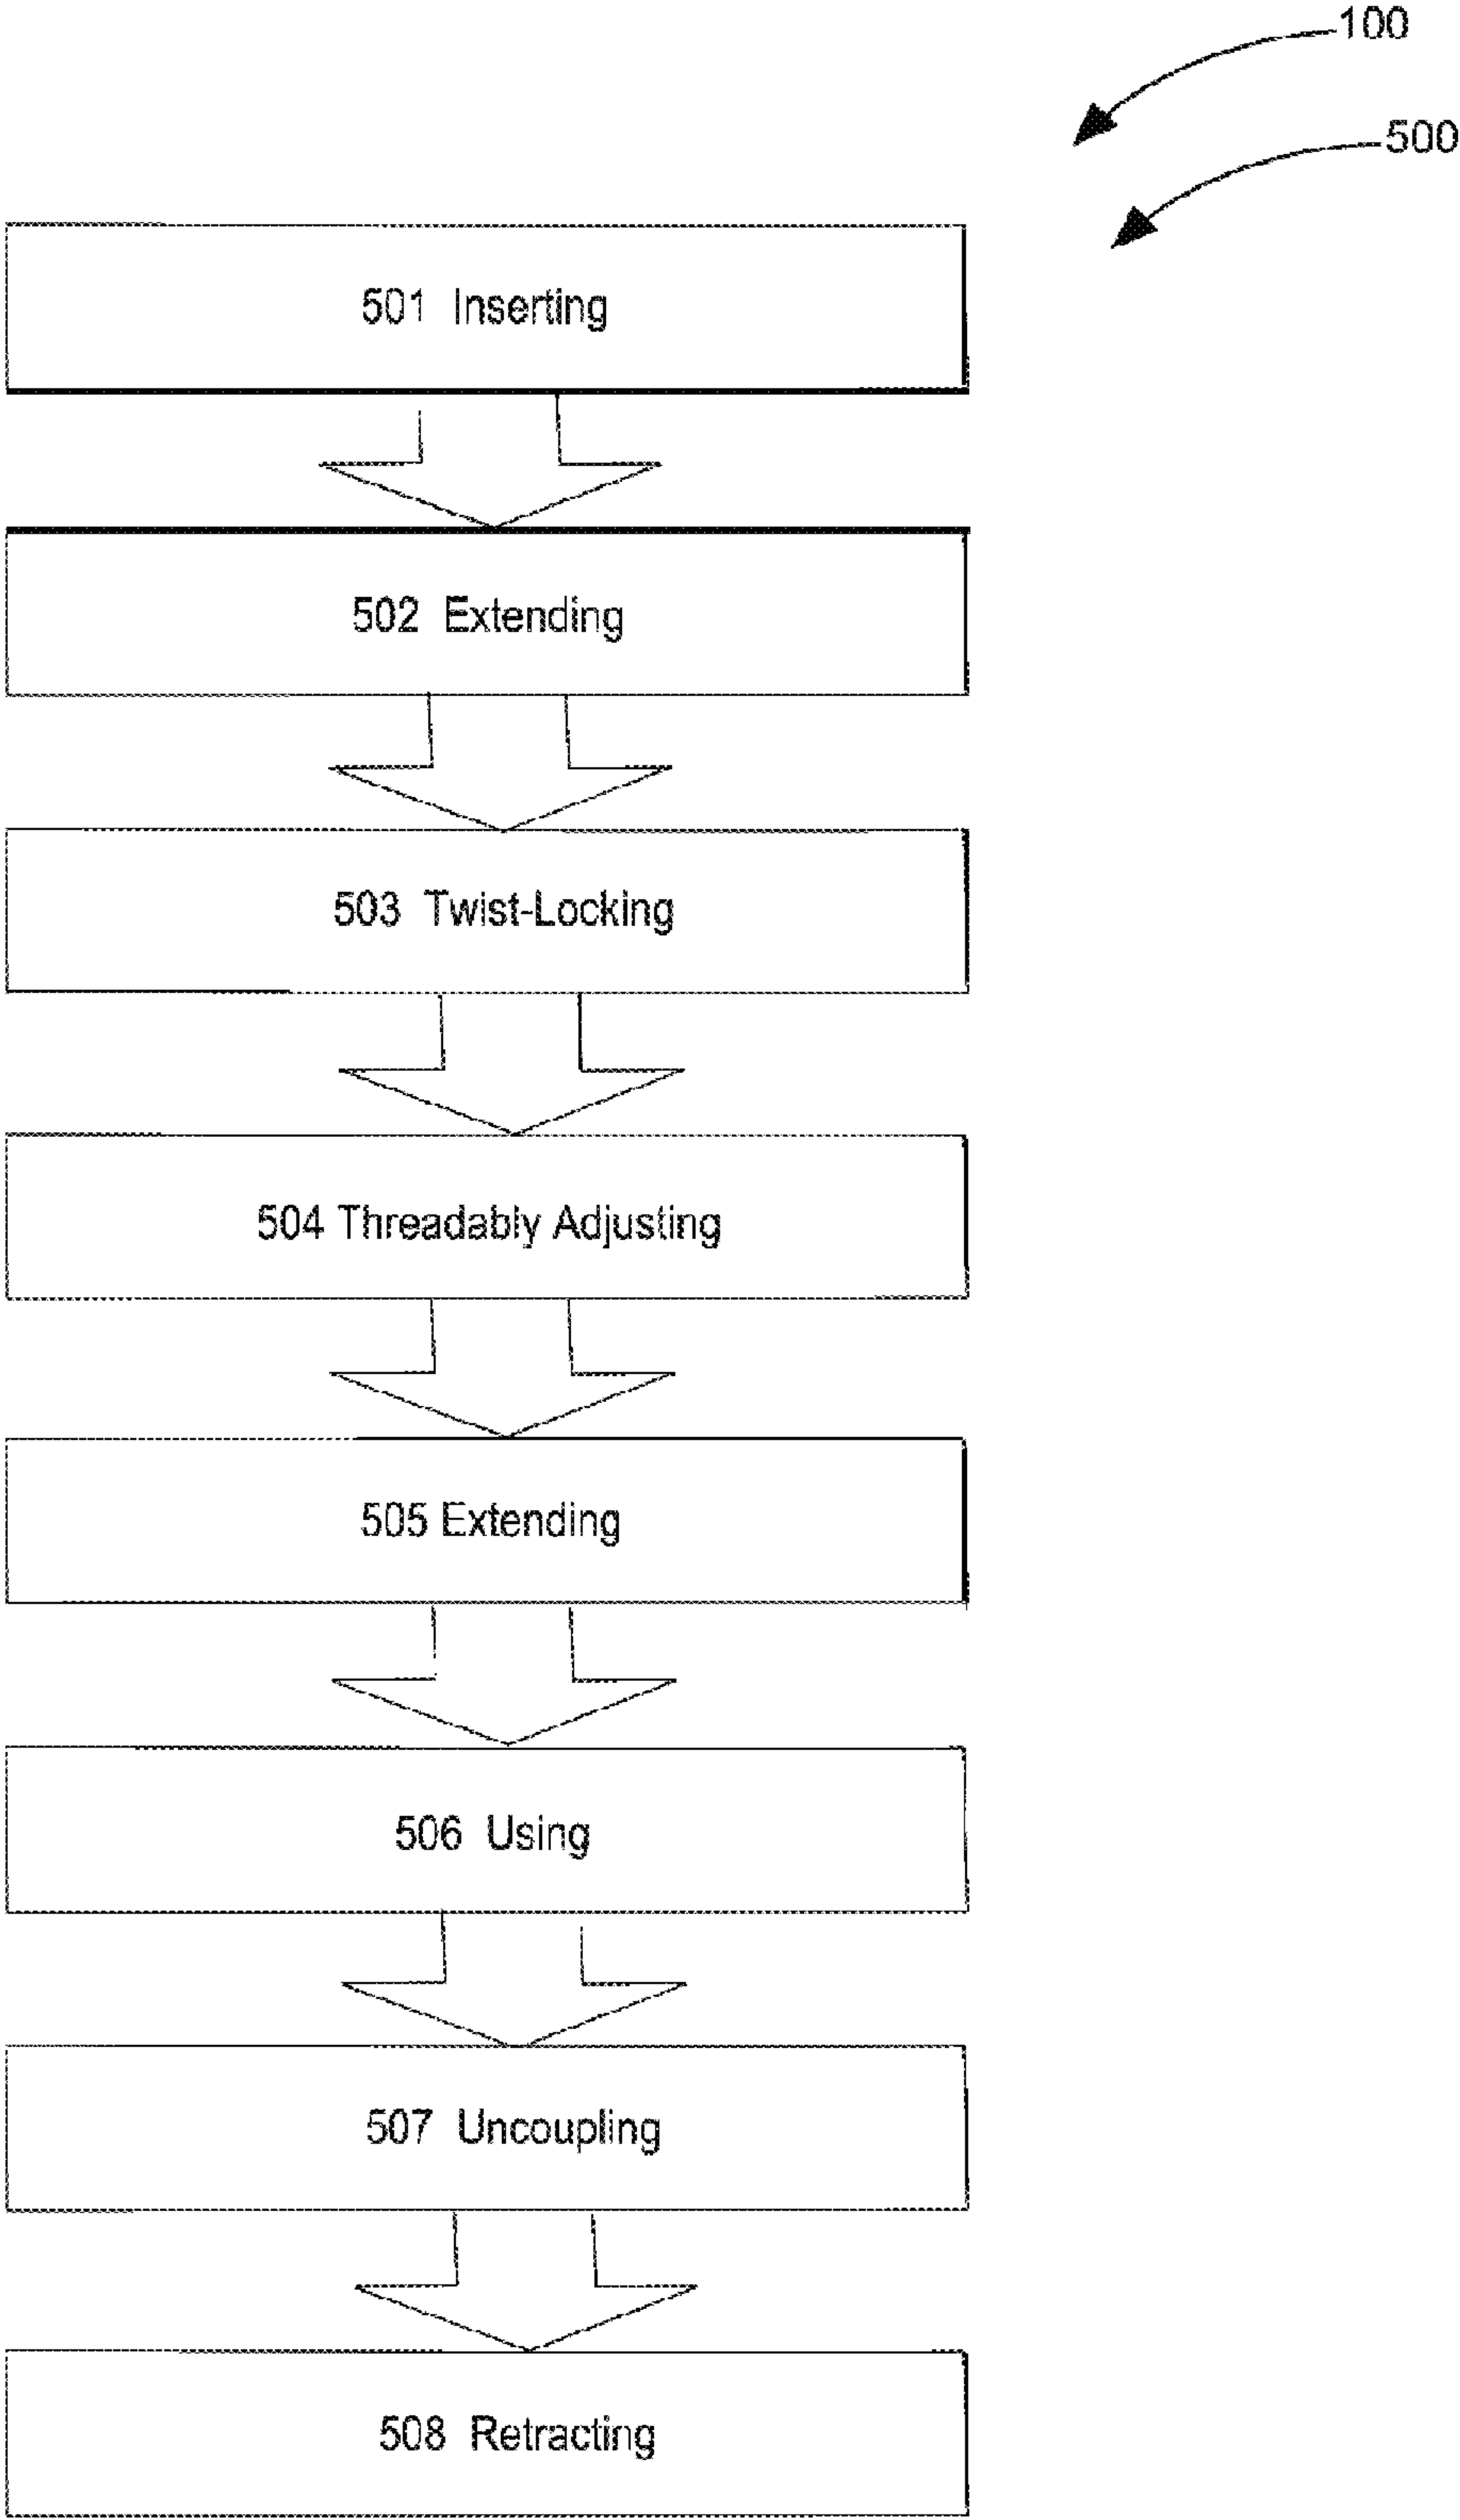 100
500
501 Inserting
502 Extending
503 Twist-Locking
504 Threadably Adjusting
505 Extending
506 Using
507 Uncoupling
508 Retracting